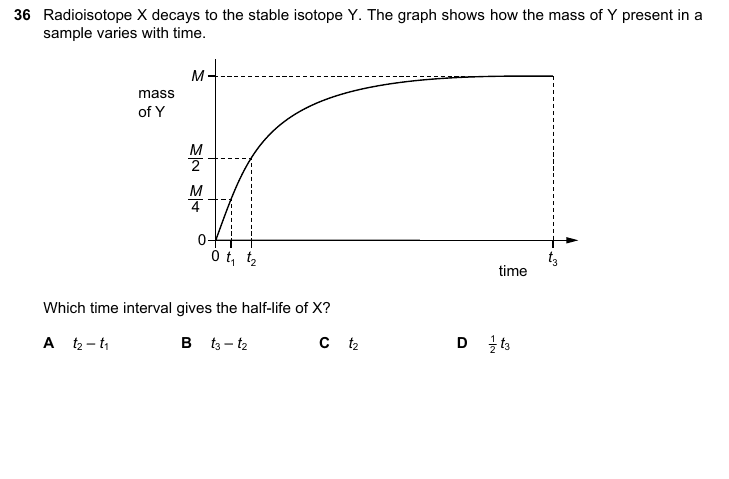 36 Radioisotope X decays to the stable isotope Y. The graph shows how the mass of Y present in a
sample varies with time.
M
mass
of Y
M
2
M
4
0
0 t₁ t₂ t₃
time
Which time interval gives the half-life of X?
A t₂ – t₁ B t₃ – t₂ C t₂ D ½ t₃